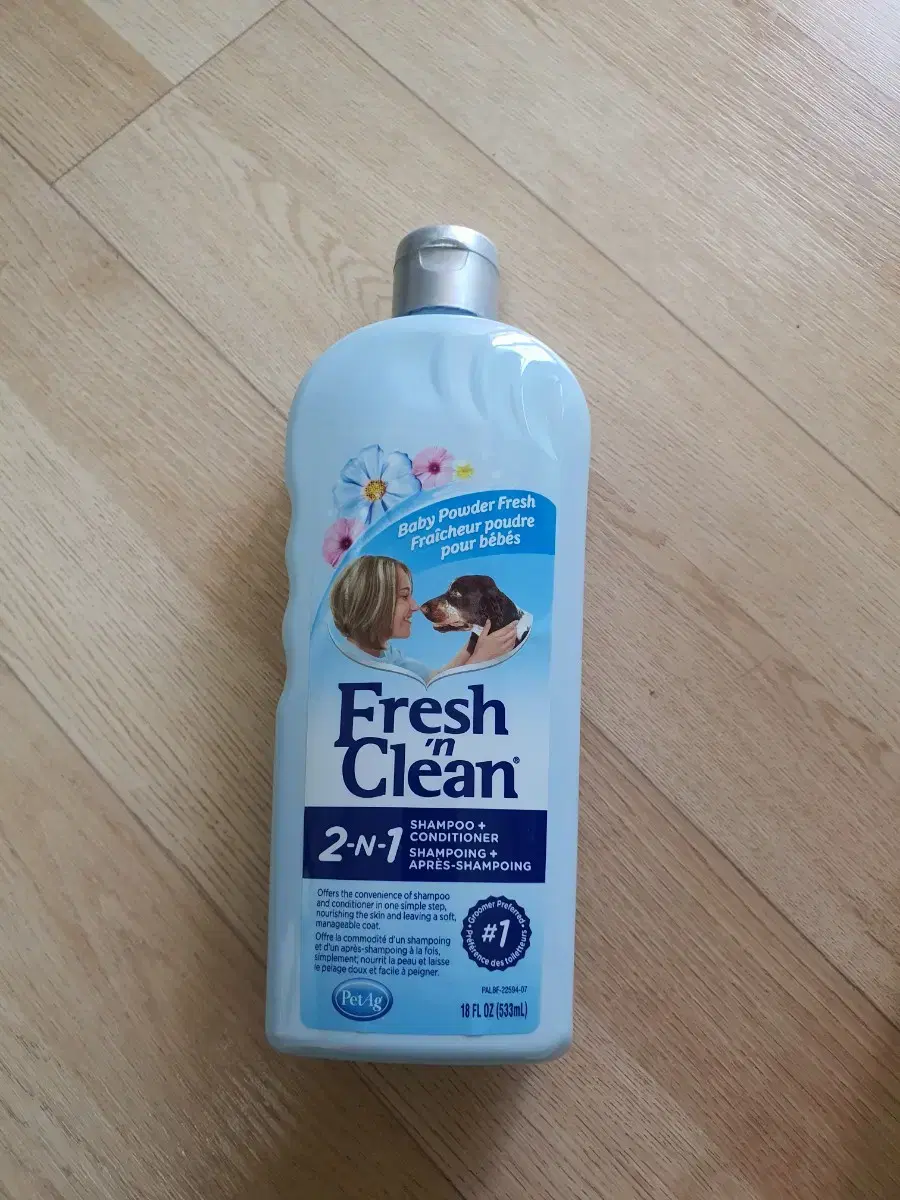 Baby Powder Fresh
Fraîcheur poudre
pour bébés
Fresh
'n
Clean®
2-N-1
SHAMPOO +
CONDITIONER
SHAMPOING +
APRÈS-SHAMPOING
Offers the convenience of shampoo
and conditioner in one simple step,
nourishing the skin and leaving a soft,
manageable coat.
Offre la commodité d'un shampoing
et d'un après-shampoing à la fois,
simplement; nourrit la peau et laisse
le pelage doux et facile à peigner.
Groomer Preferred
#1
Préférence des toiletteurs
PetAg
PALBF-22594-07
18 FL OZ (533mL)